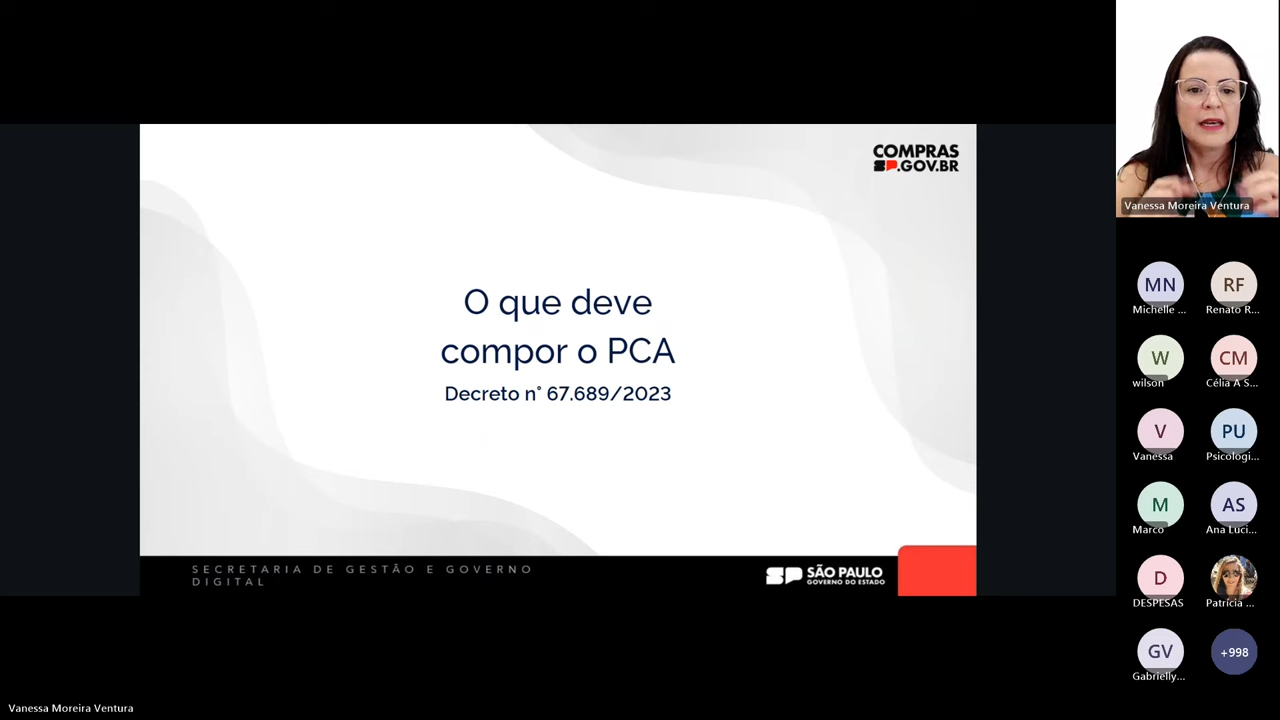 COMPRAS
SP.GOV.BR
O que deve
compor o PCA
Decreto n° 67.689/2023
SECRETARIA DE GESTÃO E GOVERNO
DIGITAL
SP SÃO PAULO
GOVERNO DO ESTADO
Vanessa Moreira Ventura
MN
Michelle ...
RF
Renato R...
W
wilson
CM
Célia A S...
V
Vanessa
PU
Psicologi...
M
Marco
AS
Ana Luci...
D
DESPESAS
Patrícia ...
GV
Gabrielly...
+998
Vanessa Moreira Ventura